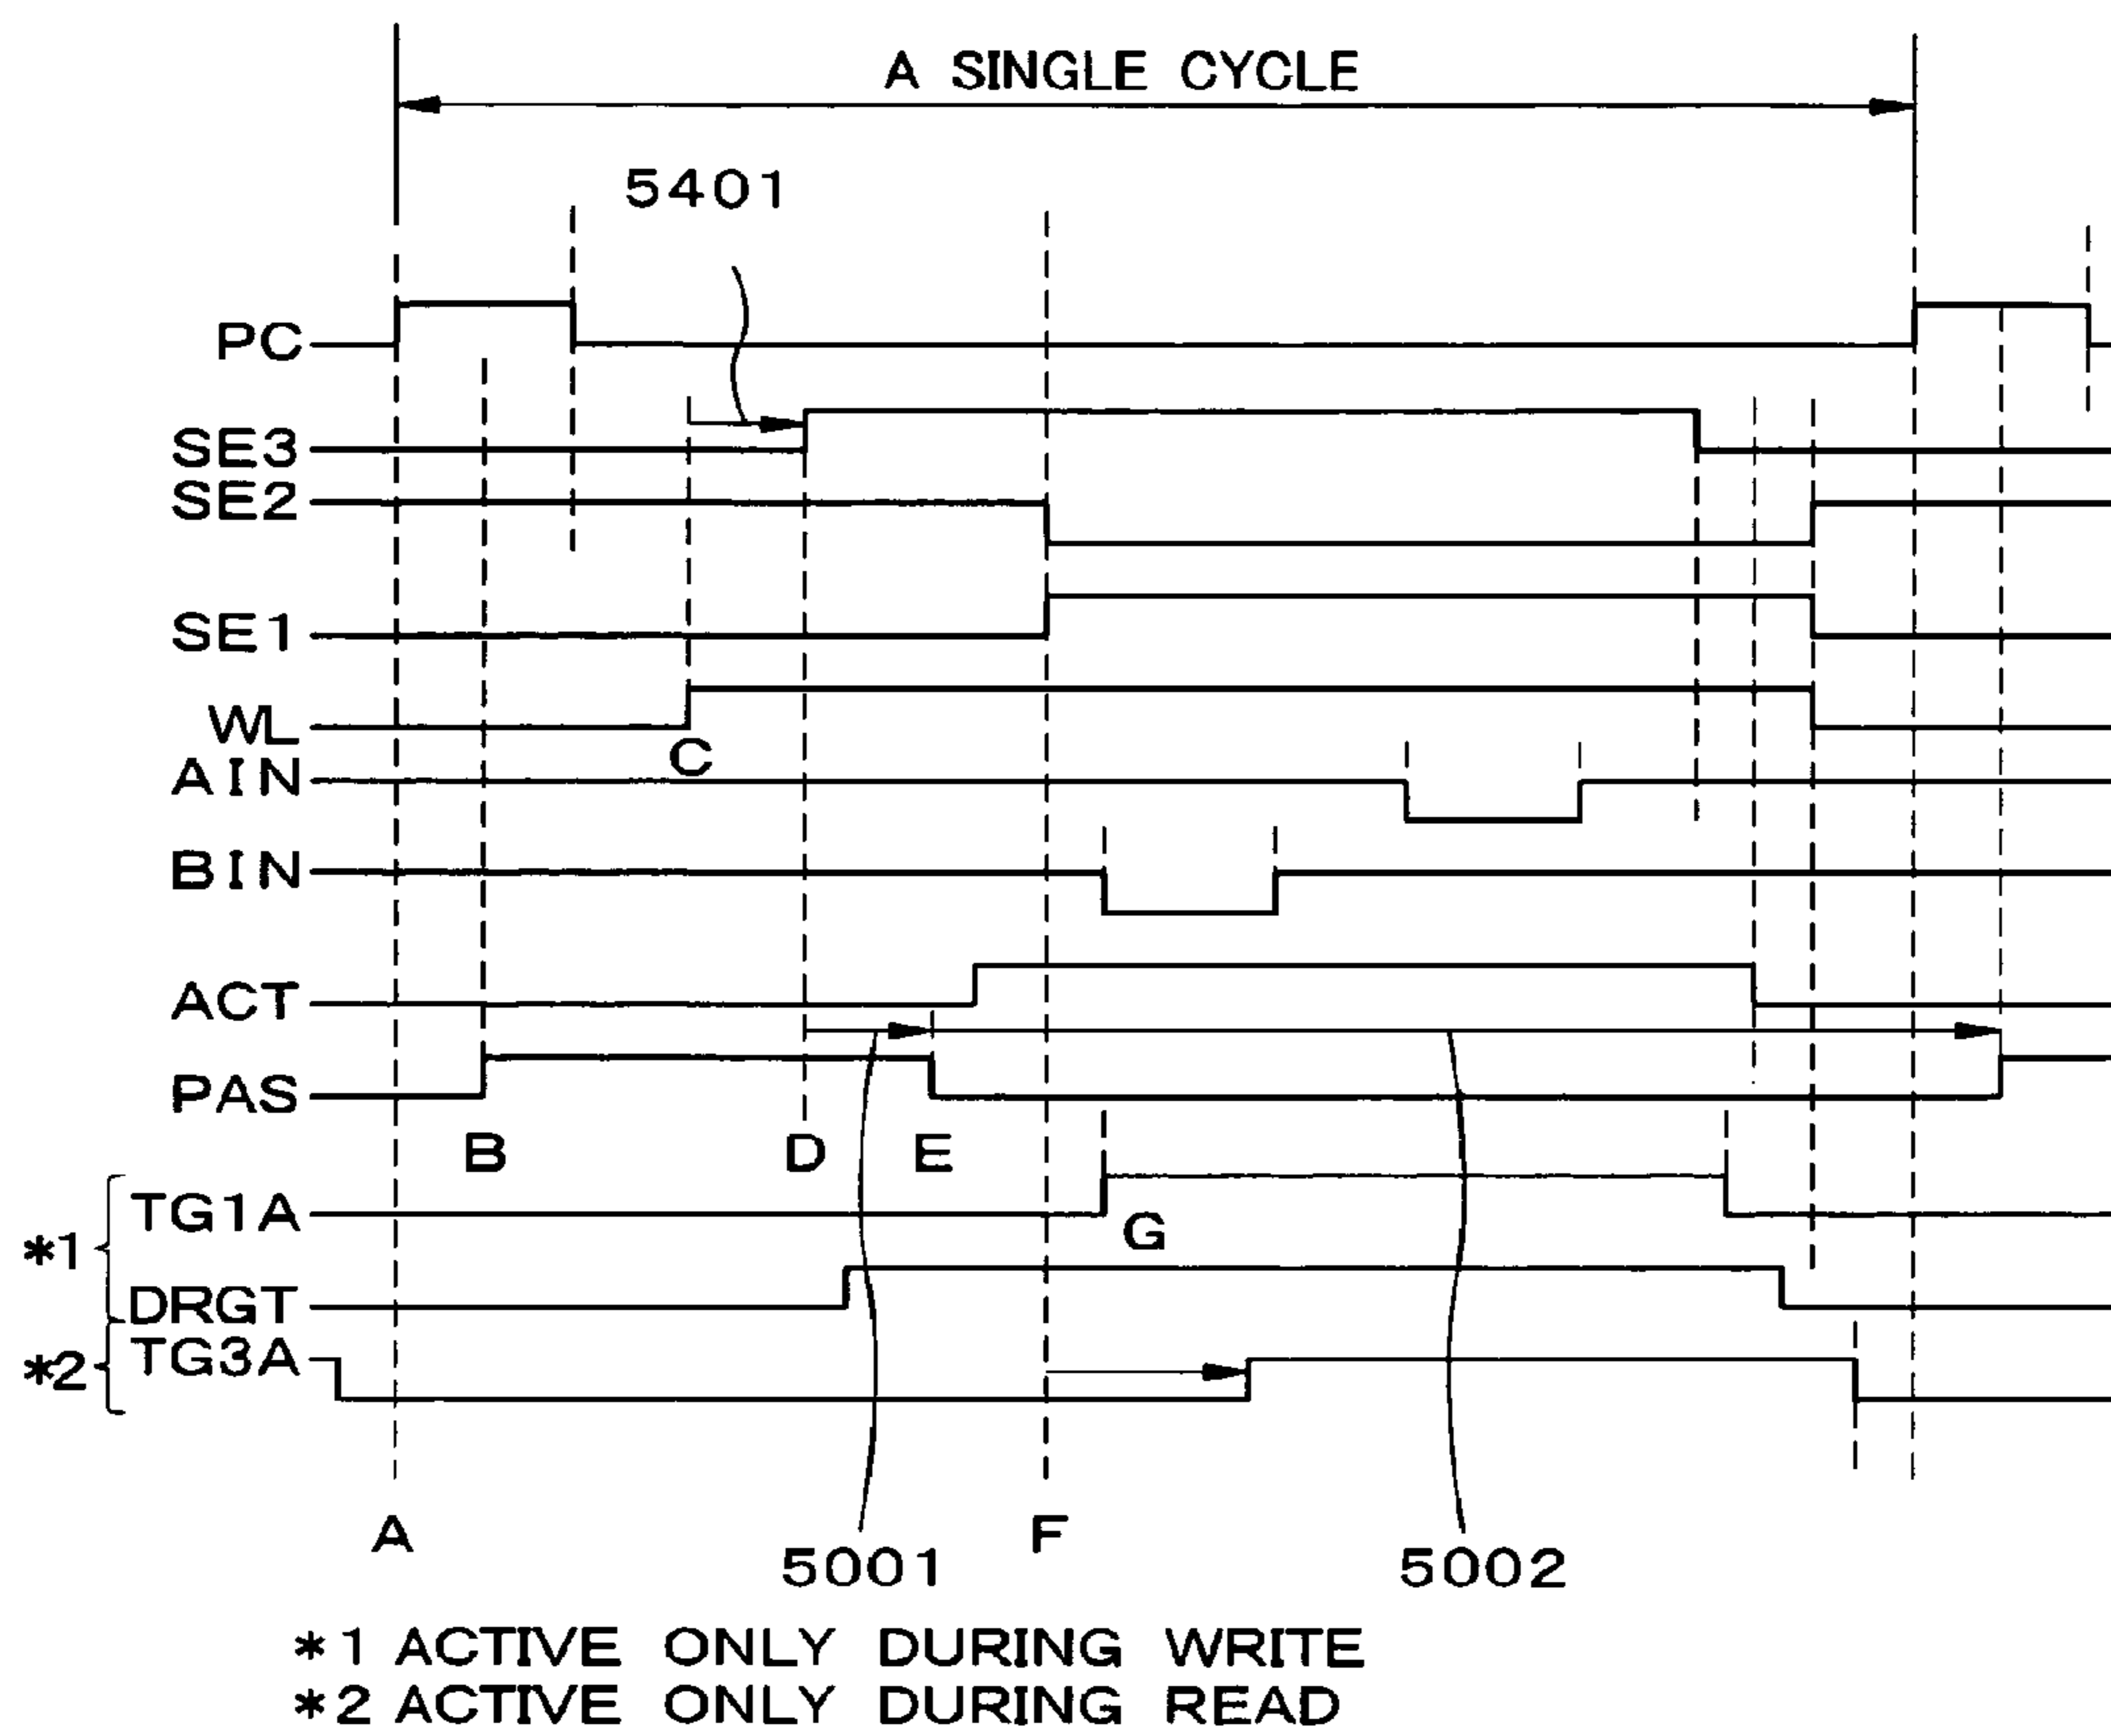 A SINGLE CYCLE
5401
PC
SE3
SE2
SE1
WL
C
AIN
BIN
ACT
PAS
B D E
TG1A
G
*1
DRGT
TG3A
*2
A F
5001 5002
*1 ACTIVE ONLY DURING WRITE
*2 ACTIVE ONLY DURING READ